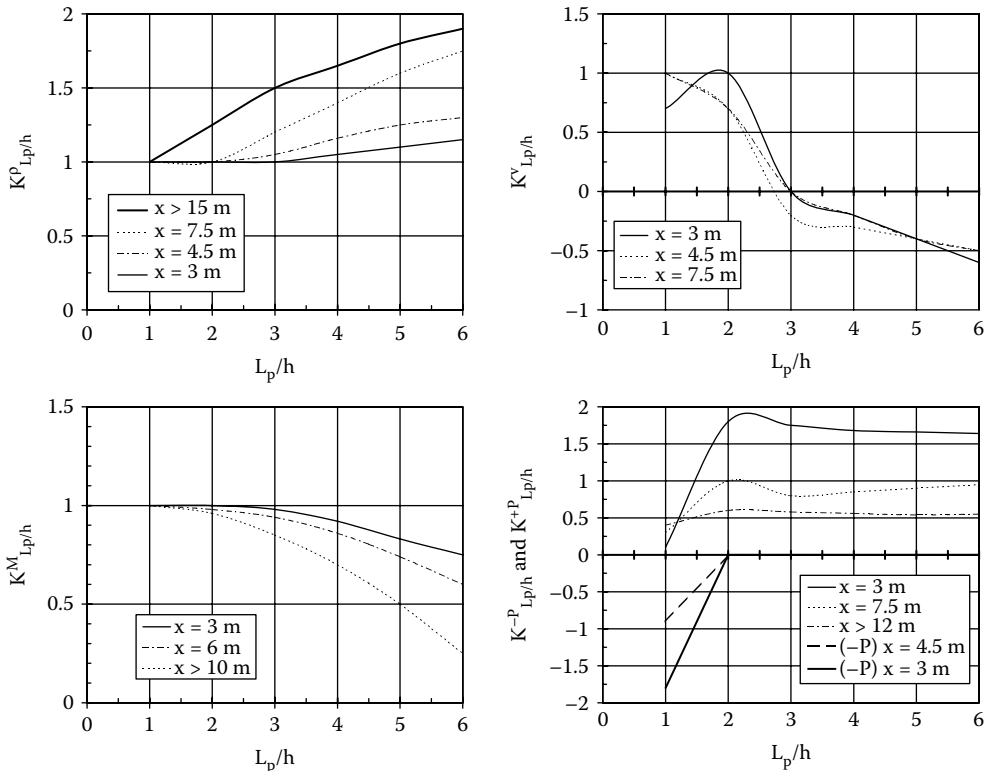 2
1.5
1
0.5
0
0 1 2 3 4 5 6
K^ρ_Lp/h
L_p/h
x > 15 m
x = 7.5 m
x = 4.5 m
x = 3 m
1.5
1
0.5
0
−0.5
−1
0 1 2 3 4 5 6
K^v_Lp/h
L_p/h
x = 3 m
x = 4.5 m
x = 7.5 m
1.5
1
0.5
0
0 1 2 3 4 5 6
K^M_Lp/h
L_p/h
x = 3 m
x = 6 m
x > 10 m
2
1.5
1
0.5
0
−0.5
−1
−1.5
−2
0 1 2 3 4 5 6
K^−P_Lp/h and K^+P_Lp/h
L_p/h
x = 3 m
x = 7.5 m
x > 12 m
(−P) x = 4.5 m
(−P) x = 3 m